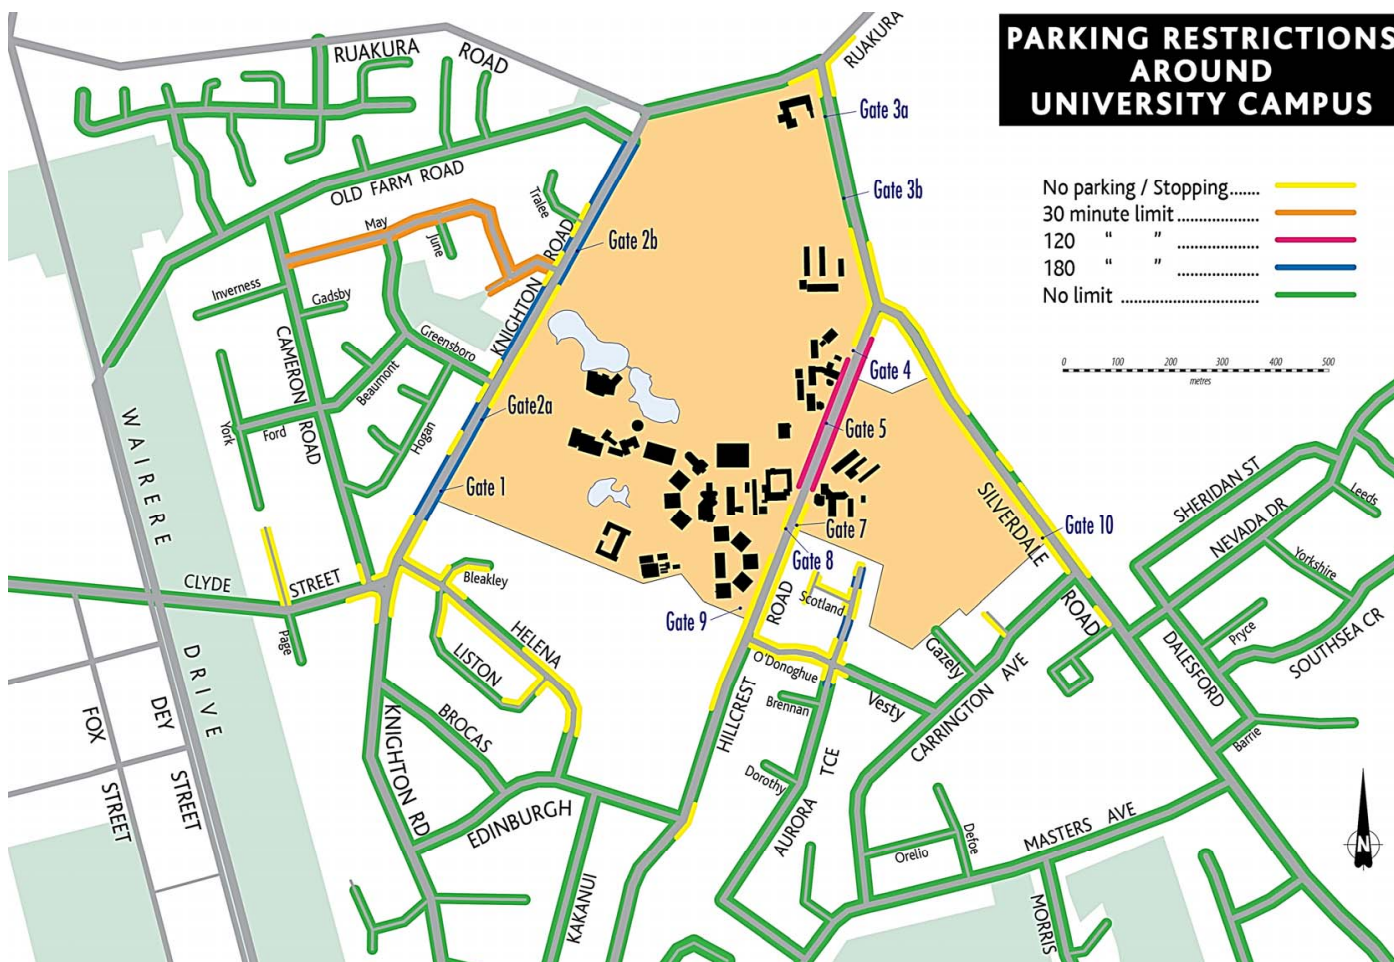 PARKING RESTRICTIONS
AROUND
UNIVERSITY CAMPUS
No parking / Stopping.......
30 minute limit ..................
120 “ ” ...................
180 “ ” ...................
No limit ................................
0 100 200 300 400 500
metres
N
RUAKURA
ROAD
RUAKURA
OLD FARM ROAD
May
June
Tralee
KNIGHTON ROAD
Inverness
Gadsby
CAMERON ROAD
Greensboro
Beaumont
York
Ford
Hogan
Gate 3a
Gate 3b
Gate 2b
Gate2a
Gate 1
Gate 4
Gate 5
Gate 7
Gate 8
Gate 9
Gate 10
SILVERDALE
ROAD
SHERIDAN ST
NEVADA DR
Leeds
Yorkshire
SOUTHSEA CR
Pryce
DALESFORD
Barrie
WAIRERE
DRIVE
CLYDE
STREET
Page
Bleakley
HELENA
LISTON
BROCAS
KNIGHTON RD
EDINBURGH
KAKANUI
HILLCREST
ROAD
Scotland
O'Donoghue
Vesty
Brennan
Dorothy
AURORA
TCE
Gazely
CARRINGTON AVE
Orelio
Defoe
MASTERS AVE
MORRIS
FOX
STREET
DEY
STREET